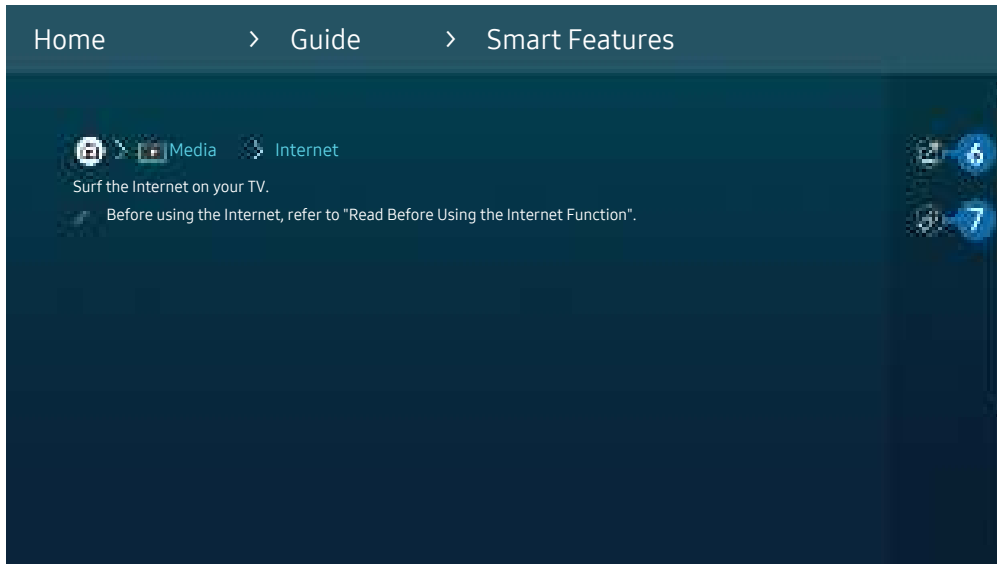 Home > Guide > Smart Features
> Media > Internet
6
Surf the Internet on your TV.
Before using the Internet, refer to "Read Before Using the Internet Function".
7